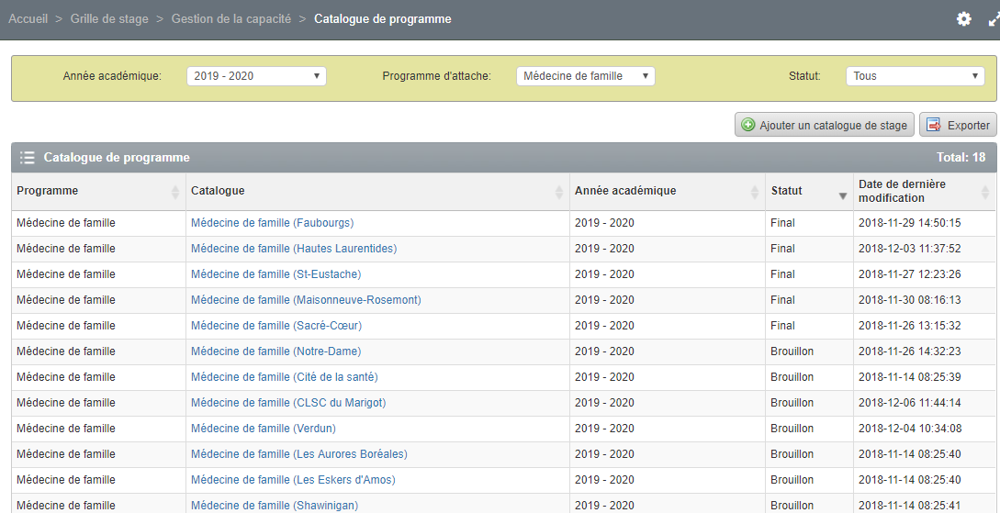 Accueil > Grille de stage > Gestion de la capacité > Catalogue de programme
Année académique: 2019 - 2020 Programme d'attache: Médecine de famille Statut: Tous
Ajouter un catalogue de stage Exporter
Catalogue de programme Total: 18
Programme Catalogue Année académique Statut Date de dernière modification
Médecine de famille Médecine de famille (Faubourgs) 2019 - 2020 Final 2018-11-29 14:50:15
Médecine de famille Médecine de famille (Hautes Laurentides) 2019 - 2020 Final 2018-12-03 11:37:52
Médecine de famille Médecine de famille (St-Eustache) 2019 - 2020 Final 2018-11-27 12:23:26
Médecine de famille Médecine de famille (Maisonneuve-Rosemont) 2019 - 2020 Final 2018-11-30 08:16:13
Médecine de famille Médecine de famille (Sacré-Cœur) 2019 - 2020 Final 2018-11-26 13:15:32
Médecine de famille Médecine de famille (Notre-Dame) 2019 - 2020 Brouillon 2018-11-26 14:32:23
Médecine de famille Médecine de famille (Cité de la santé) 2019 - 2020 Brouillon 2018-11-14 08:25:39
Médecine de famille Médecine de famille (CLSC du Marigot) 2019 - 2020 Brouillon 2018-12-06 11:44:14
Médecine de famille Médecine de famille (Verdun) 2019 - 2020 Brouillon 2018-12-04 10:34:08
Médecine de famille Médecine de famille (Les Aurores Boréales) 2019 - 2020 Brouillon 2018-11-14 08:25:40
Médecine de famille Médecine de famille (Les Eskers d'Amos) 2019 - 2020 Brouillon 2018-11-14 08:25:40
Médecine de famille Médecine de famille (Shawinigan) 2019 - 2020 Brouillon 2018-11-14 08:25:41